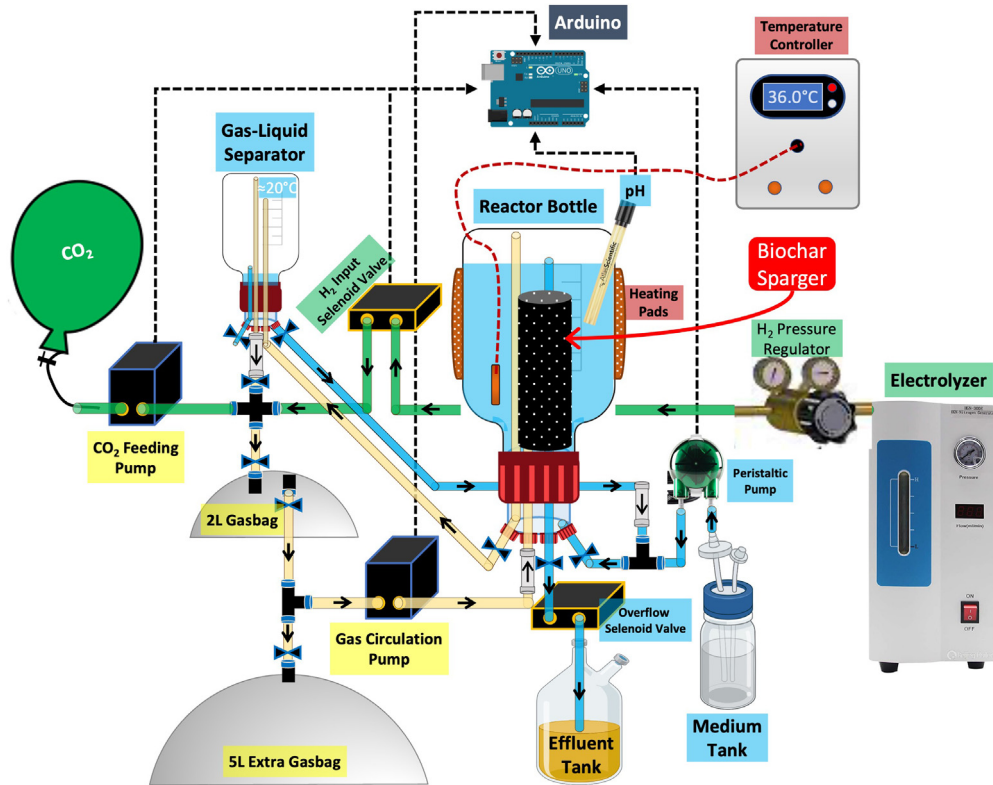 Arduino
UNO
ARDUINO
Temperature
Controller
36.0°C
Gas-Liquid
Separator
≈20°C
pH
Reactor Bottle
CO₂
H₂ Input
Selenoid Valve
Biochar
Sparger
Heating
Pads
H₂ Pressure
Regulator
Electrolyzer
Pressure
ON
OFF
CO₂ Feeding
Pump
Peristaltic
Pump
2L Gasbag
Gas Circulation
Pump
Overflow
Selenoid Valve
5L Extra Gasbag
Effluent
Tank
Medium
Tank